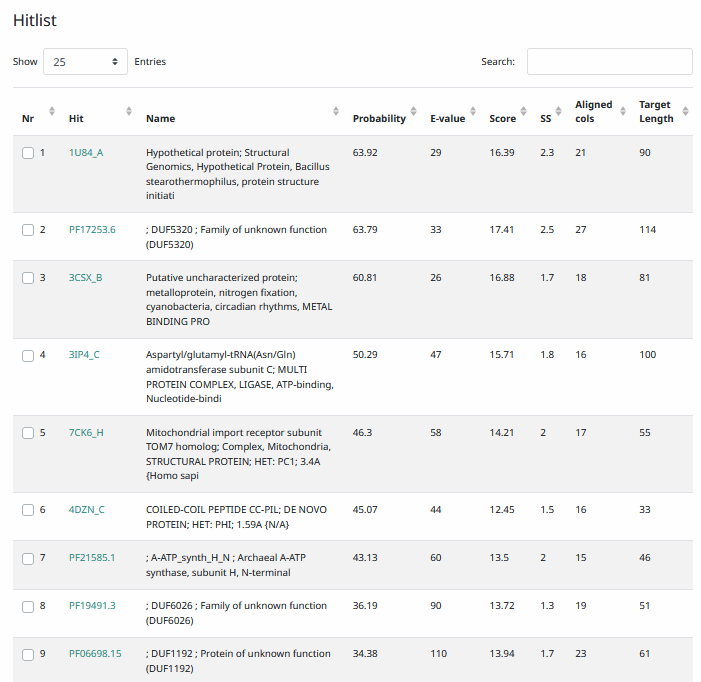 Hitlist
Show 25 Entries Search:
Nr Hit Name Probability E-value Score SS Aligned cols Target Length
1 1U84_A Hypothetical protein; Structural 63.92 29 16.39 2.3 21 90
Genomics, Hypothetical Protein, Bacillus
stearothermophilus, protein structure
initiati
2 PF17253.6 ; DUF5320 ; Family of unknown function 63.79 33 17.41 2.5 27 114
(DUF5320)
3 3CSX_B Putative uncharacterized protein; 60.81 26 16.88 1.7 18 81
metalloprotein, nitrogen fixation,
cyanobacteria, circadian rhythms, METAL
BINDING PRO
4 3IP4_C Aspartyl/glutamyl-tRNA(Asn/Gln) 50.29 47 15.71 1.8 16 100
amidotransferase subunit C; MULTI
PROTEIN COMPLEX, LIGASE, ATP-binding,
Nucleotide-bindi
5 7CK6_H Mitochondrial import receptor subunit 46.3 58 14.21 2 17 55
TOM7 homolog; Complex, Mitochondria,
STRUCTURAL PROTEIN; HET: PC1; 3.4A
{Homo sapi
6 4DZN_C COILED-COIL PEPTIDE CC-PIL; DE NOVO 45.07 44 12.45 1.5 16 33
PROTEIN; HET: PHI; 1.59A {N/A}
7 PF21585.1 ; A-ATP_synth_H_N ; Archaeal A-ATP 43.13 60 13.5 2 15 46
synthase, subunit H, N-terminal
8 PF19491.3 ; DUF6026 ; Family of unknown function 36.19 90 13.72 1.3 19 51
(DUF6026)
9 PF06698.15 ; DUF1192 ; Protein of unknown function 34.38 110 13.94 1.7 23 61
(DUF1192)